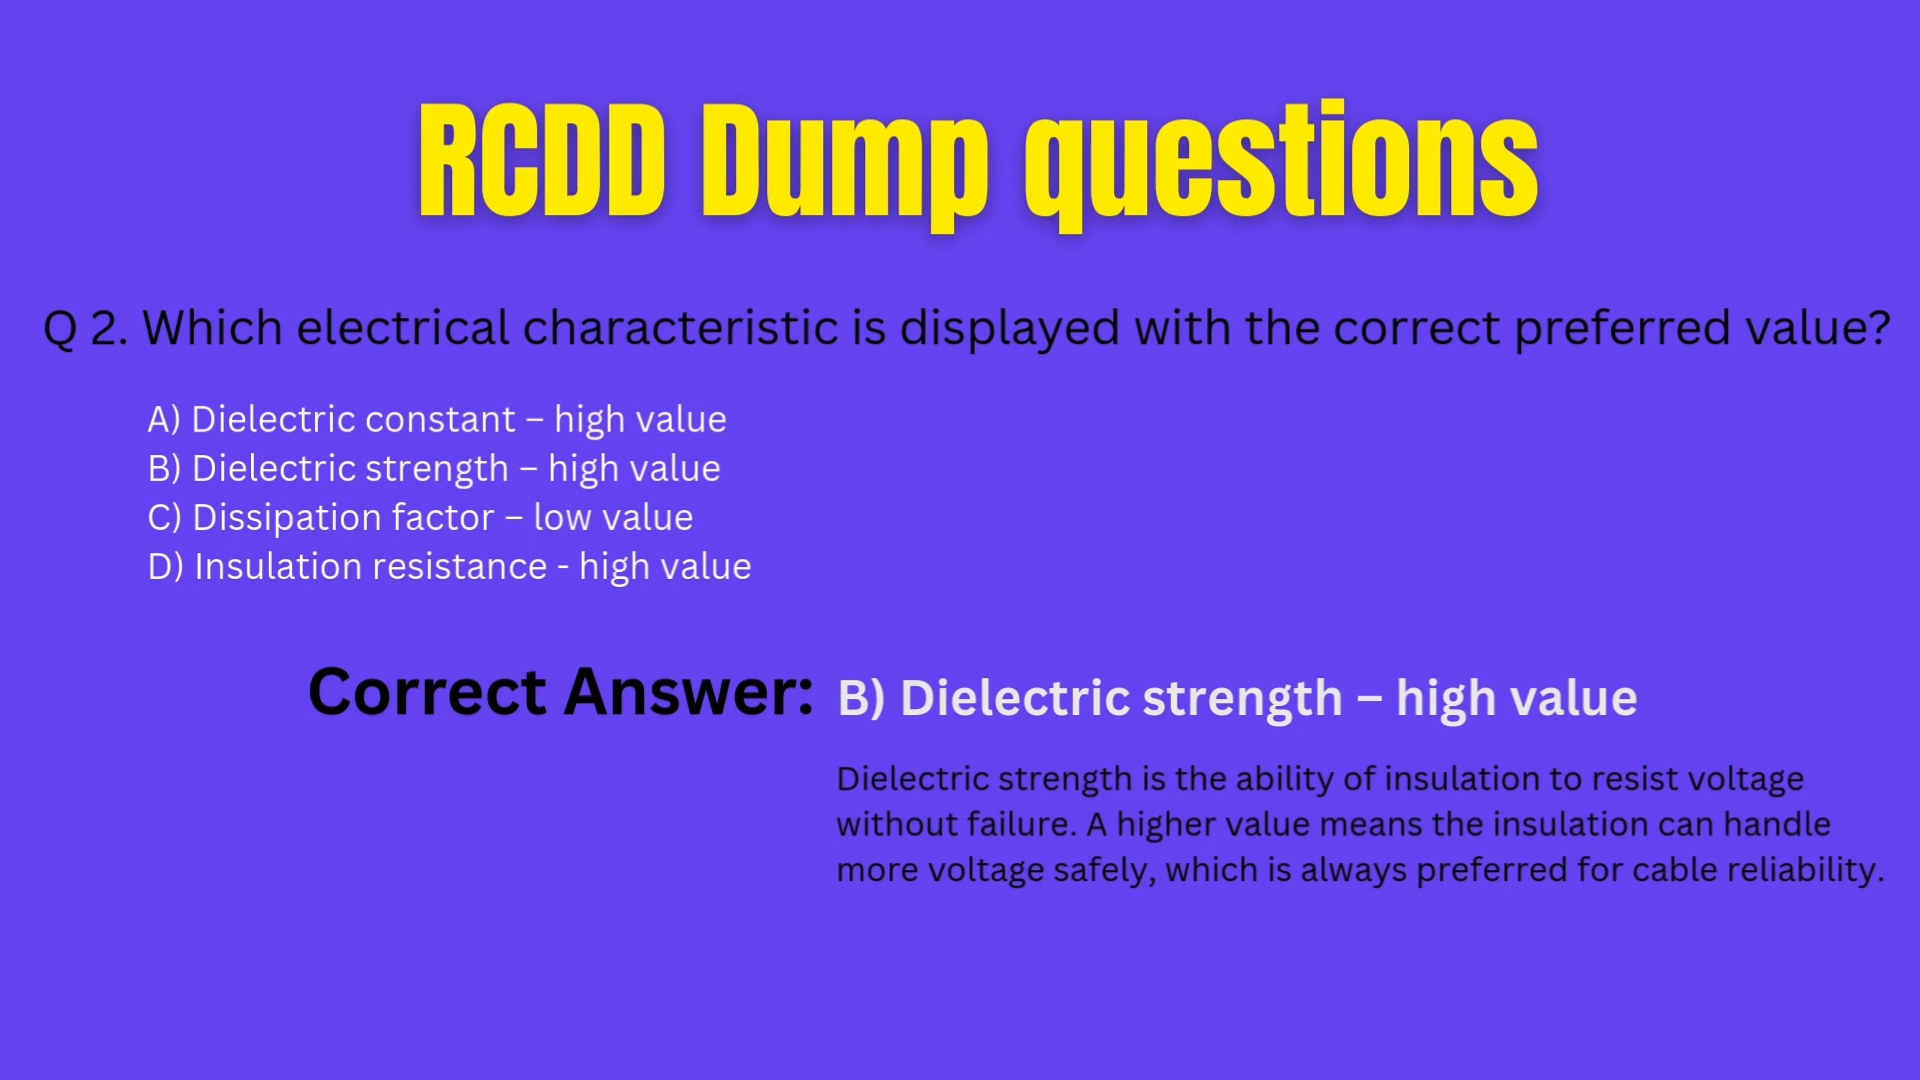 RCDD Dump questions
Q 2. Which electrical characteristic is displayed with the correct preferred value?
A) Dielectric constant – high value
B) Dielectric strength – high value
C) Dissipation factor – low value
D) Insulation resistance - high value
Correct Answer: B) Dielectric strength – high value
Dielectric strength is the ability of insulation to resist voltage
without failure. A higher value means the insulation can handle
more voltage safely, which is always preferred for cable reliability.